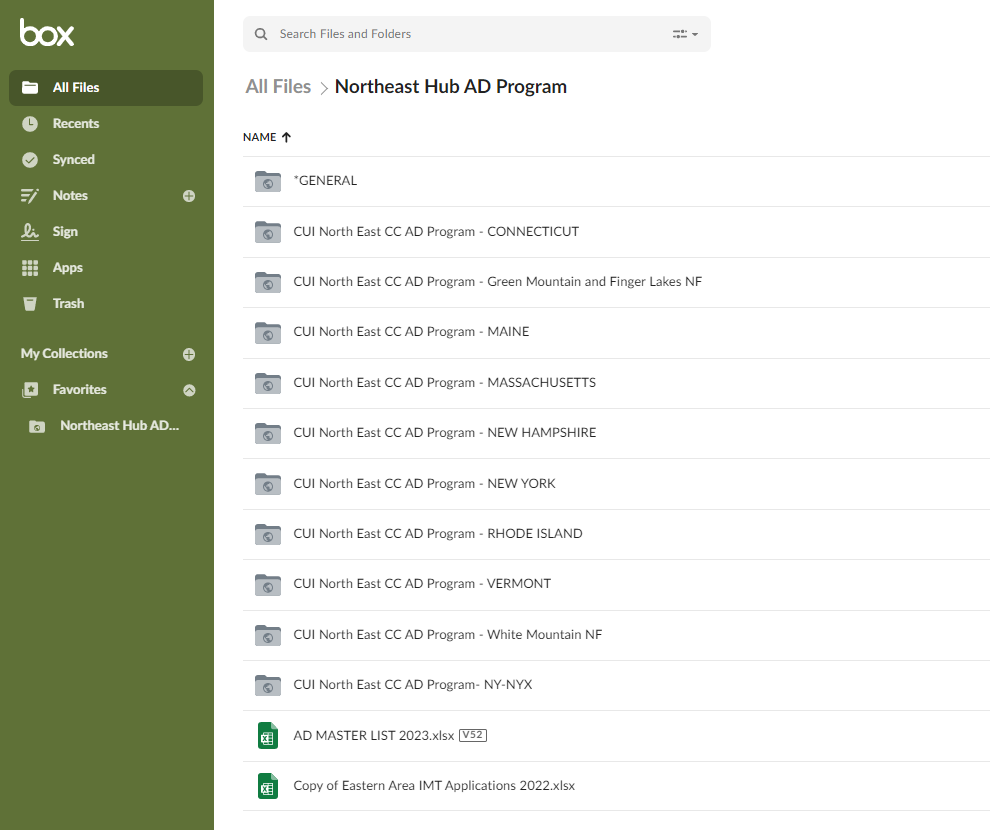 box
All Files
Recents
Synced
Notes
Sign
Apps
Trash
My Collections
Favorites
Northeast Hub AD...
Search Files and Folders
All Files > Northeast Hub AD Program
NAME ↑
*GENERAL
CUI North East CC AD Program - CONNECTICUT
CUI North East CC AD Program - Green Mountain and Finger Lakes NF
CUI North East CC AD Program - MAINE
CUI North East CC AD Program - MASSACHUSETTS
CUI North East CC AD Program - NEW HAMPSHIRE
CUI North East CC AD Program - NEW YORK
CUI North East CC AD Program - RHODE ISLAND
CUI North East CC AD Program - VERMONT
CUI North East CC AD Program - White Mountain NF
CUI North East CC AD Program- NY-NYX
AD MASTER LIST 2023.xlsx V52
Copy of Eastern Area IMT Applications 2022.xlsx